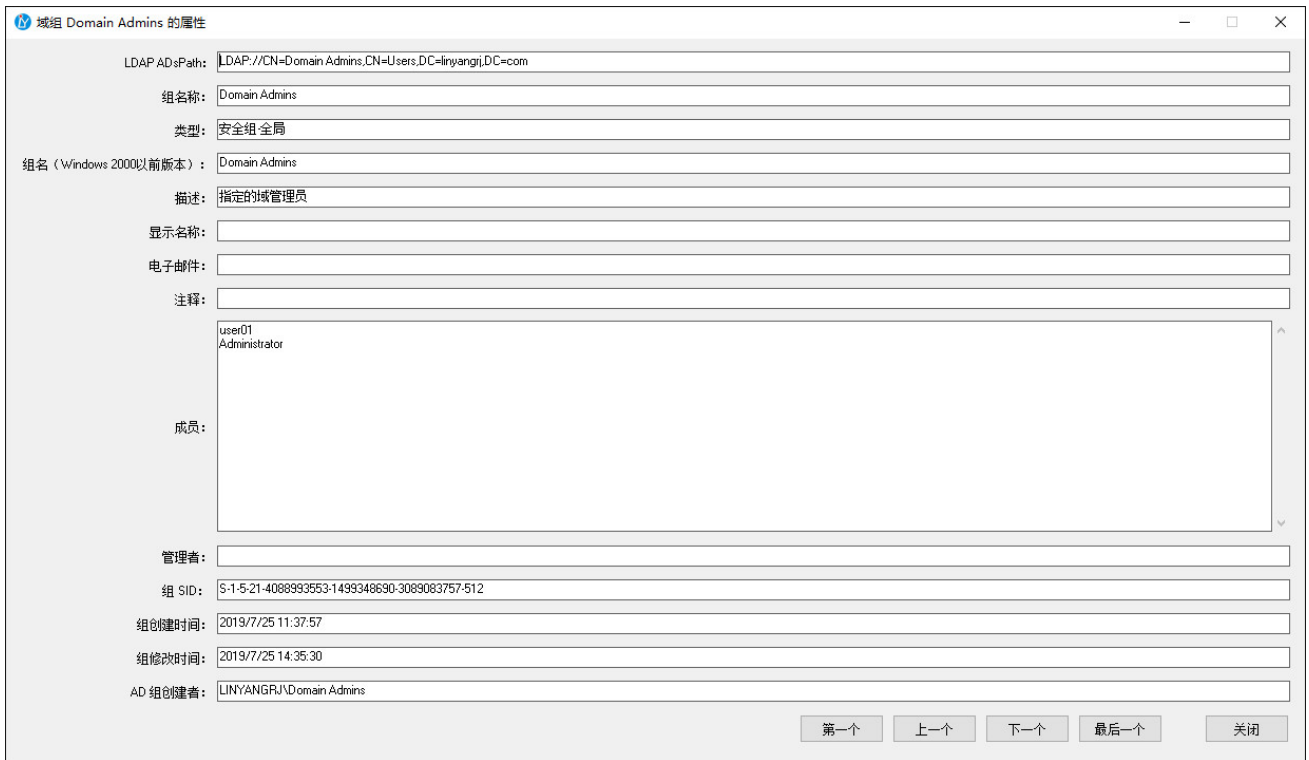 域组 Domain Admins 的属性
LDAP ADsPath: LDAP://CN=Domain Admins,CN=Users,DC=linyangrj,DC=com
组名称: Domain Admins
类型: 安全组-全局
组名（Windows 2000以前版本）: Domain Admins
描述: 指定的域管理员
显示名称:
电子邮件:
注释:
user01
Administrator
成员:
管理者:
组 SID: S-1-5-21-4088993553-1499348690-3089083757-512
组创建时间: 2019/7/25 11:37:57
组修改时间: 2019/7/25 14:35:30
AD 组创建者: LINYANGRJ\Domain Admins
第一个 上一个 下一个 最后一个 关闭